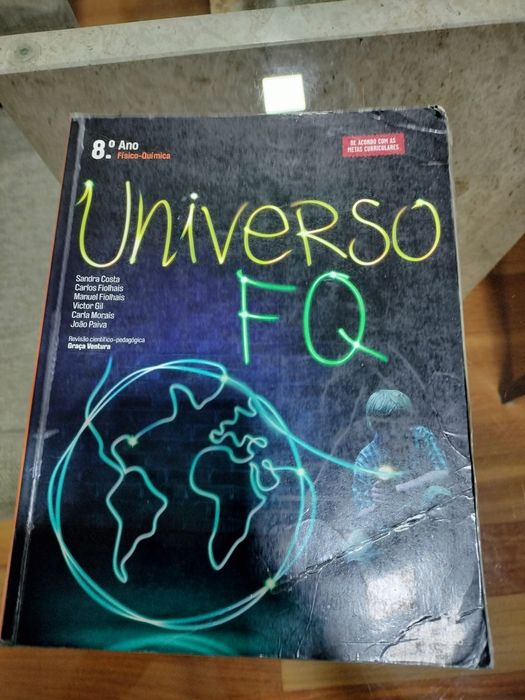 8.º Ano
Físico-Química
DE ACORDO COM AS
METAS CURRICULARES
UNIVERSO
FQ
Sandra Costa
Carlos Fiolhais
Manuel Fiolhais
Victor Gil
Carla Morais
João Paiva
Revisão científico-pedagógica
Graça Ventura